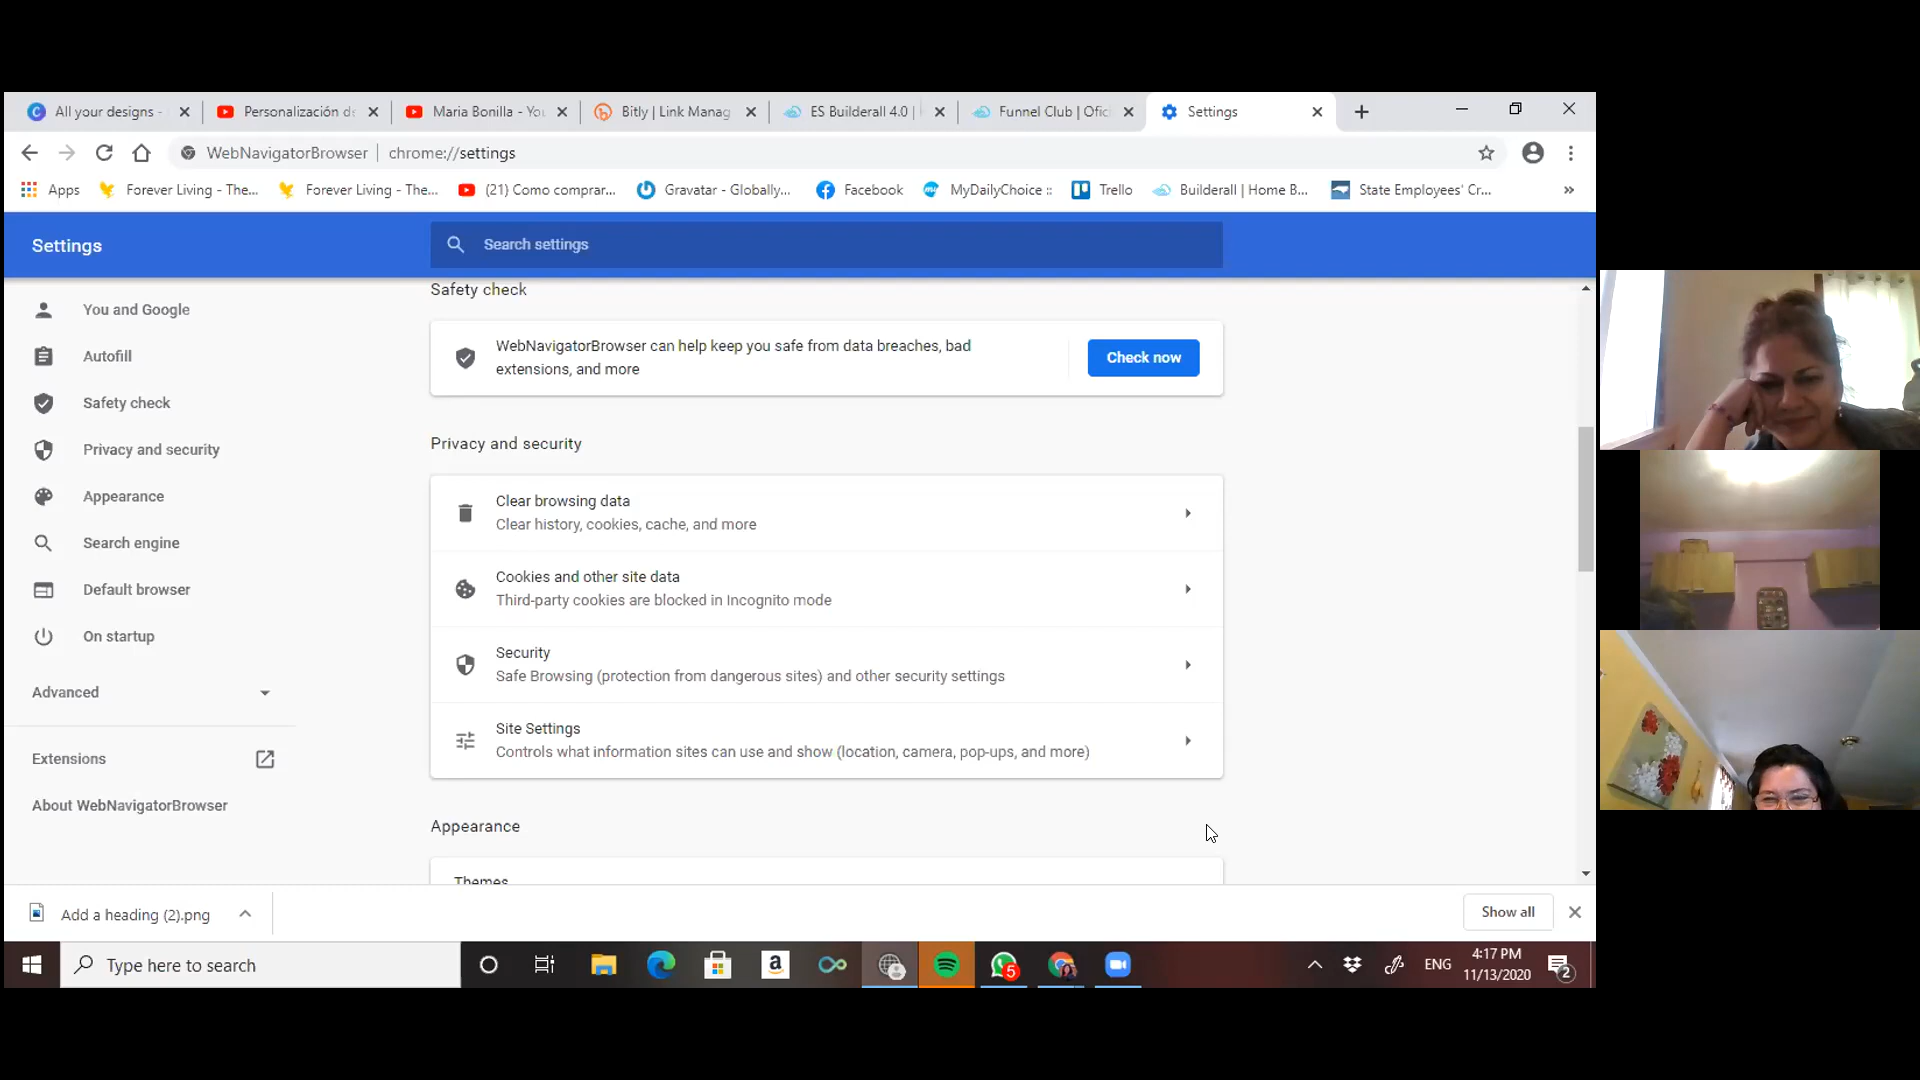 All your designs -
Personalización de
Maria Bonilla - You
Bitly | Link Manag
ES Builderall 4.0 |
Funnel Club | Ofici
Settings
WebNavigatorBrowser | chrome://settings
Apps
Forever Living - The...
Forever Living - The...
(21) Como comprar...
Gravatar - Globally...
Facebook
MyDailyChoice ::
Trello
Builderall | Home B...
State Employees' Cr...
»
Settings
Search settings
You and Google
Autofill
Safety check
Privacy and security
Appearance
Search engine
Default browser
On startup
Advanced
Extensions
About WebNavigatorBrowser
Safety check
WebNavigatorBrowser can help keep you safe from data breaches, bad
extensions, and more
Check now
Privacy and security
Clear browsing data
Clear history, cookies, cache, and more
Cookies and other site data
Third-party cookies are blocked in Incognito mode
Security
Safe Browsing (protection from dangerous sites) and other security settings
Site Settings
Controls what information sites can use and show (location, camera, pop-ups, and more)
Appearance
Themes
Add a heading (2).png
Show all
Type here to search
a
5
ENG
4:17 PM
11/13/2020
2